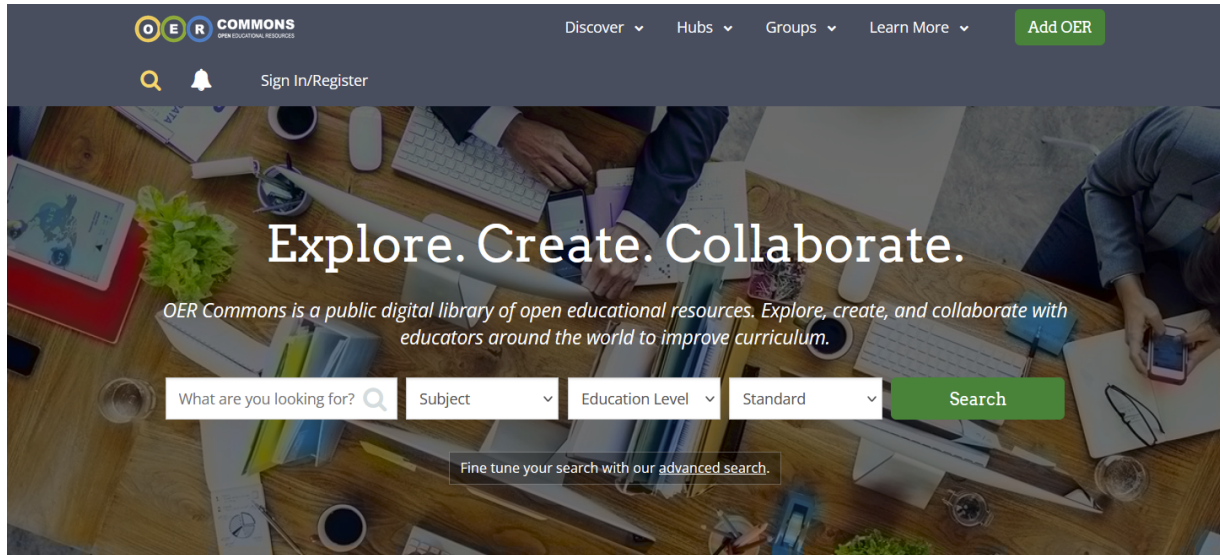 OER COMMONS
OPEN EDUCATIONAL RESOURCES
Discover Hubs Groups Learn More Add OER
Sign In/Register
DATA
Explore. Create. Collaborate.
OER Commons is a public digital library of open educational resources. Explore, create, and collaborate with
educators around the world to improve curriculum.
What are you looking for? Subject Education Level Standard Search
Fine tune your search with our advanced search.